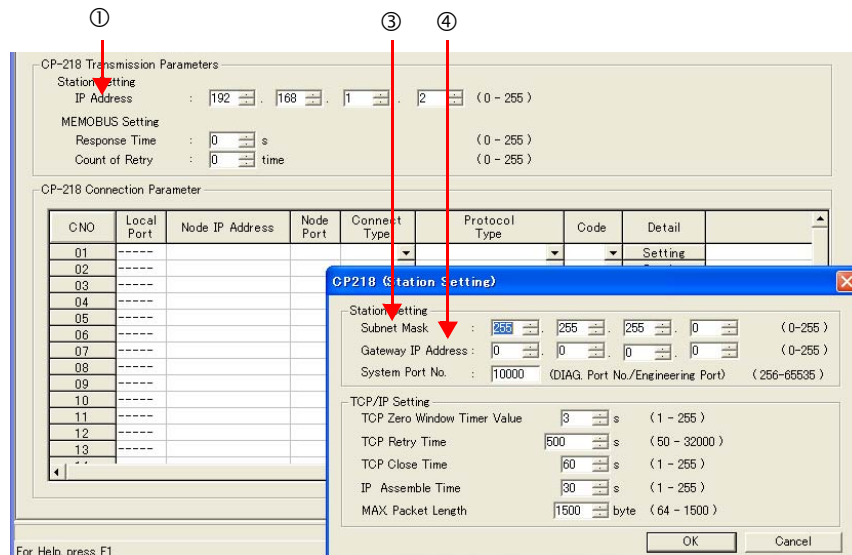 ① ③ ④
CP-218 Transmission Parameters
Station Setting
IP Address : 192 . 168 . 1 . 2 (0 - 255)
MEMOBUS Setting
Response Time : 0 s (0 - 255)
Count of Retry : 0 time (0 - 255)
CP-218 Connection Parameter
CNO Local Port Node IP Address Node Port Connect Type Protocol Type Code Detail
01 ----- Setting
02 -----
03 -----
04 -----
05 -----
06 -----
07 -----
08 -----
09 -----
10 -----
11 -----
12 -----
13 -----
CP218 (Station Setting)
Station Setting
Subnet Mask : 255 . 255 . 255 . 0 (0-255)
Gateway IP Address : 0 . 0 . 0 . 0 (0-255)
System Port No. : 10000 (DIAG. Port No./Engineering Port) (256-65535)
TCP/IP Setting
TCP Zero Window Timer Value 3 s (1 - 255)
TCP Retry Time 500 s (50 - 32000)
TCP Close Time 60 s (1 - 255)
IP Assemble Time 30 s (1 - 255)
MAX. Packet Length 1500 byte (64 - 1500)
OK Cancel
For Help, press F1